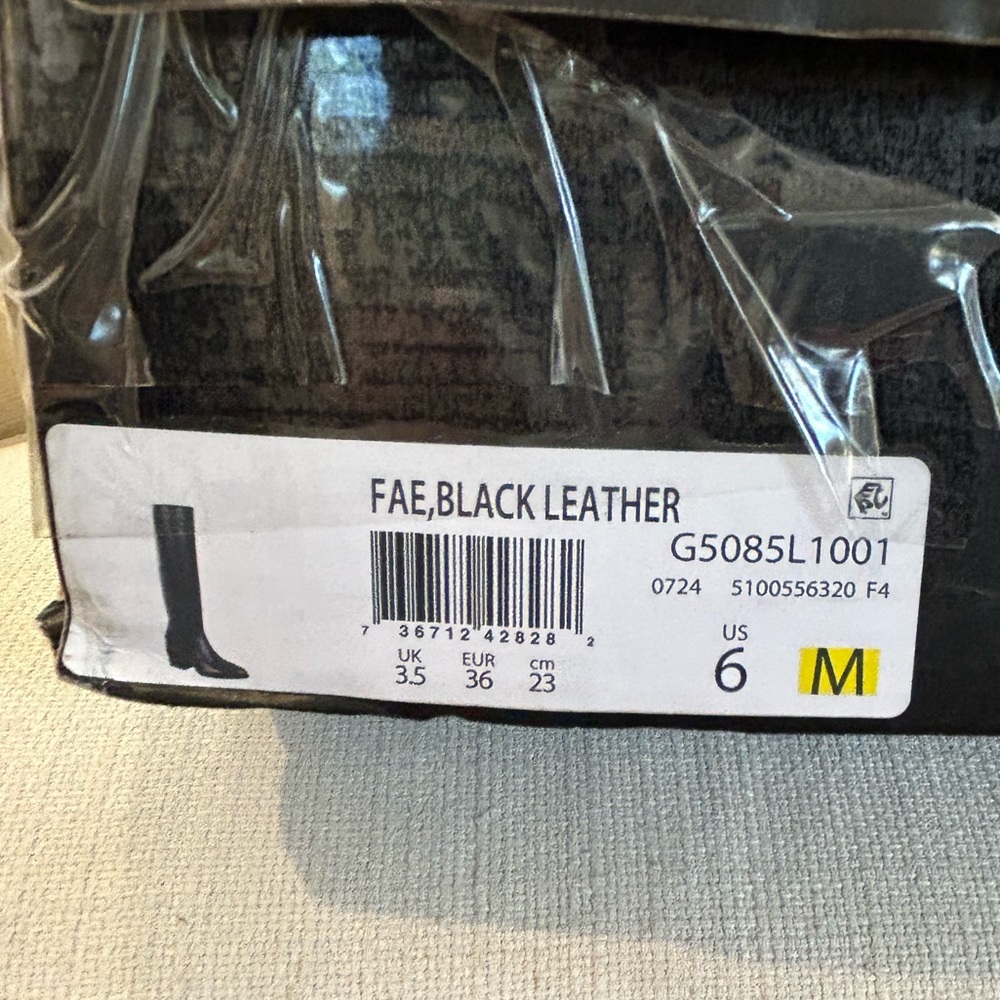 FAE,BLACK LEATHER
G5085L1001
0724 5100556320 F4
7 36712 42828 2
UK EUR cm
3.5 36 23
US
6 M